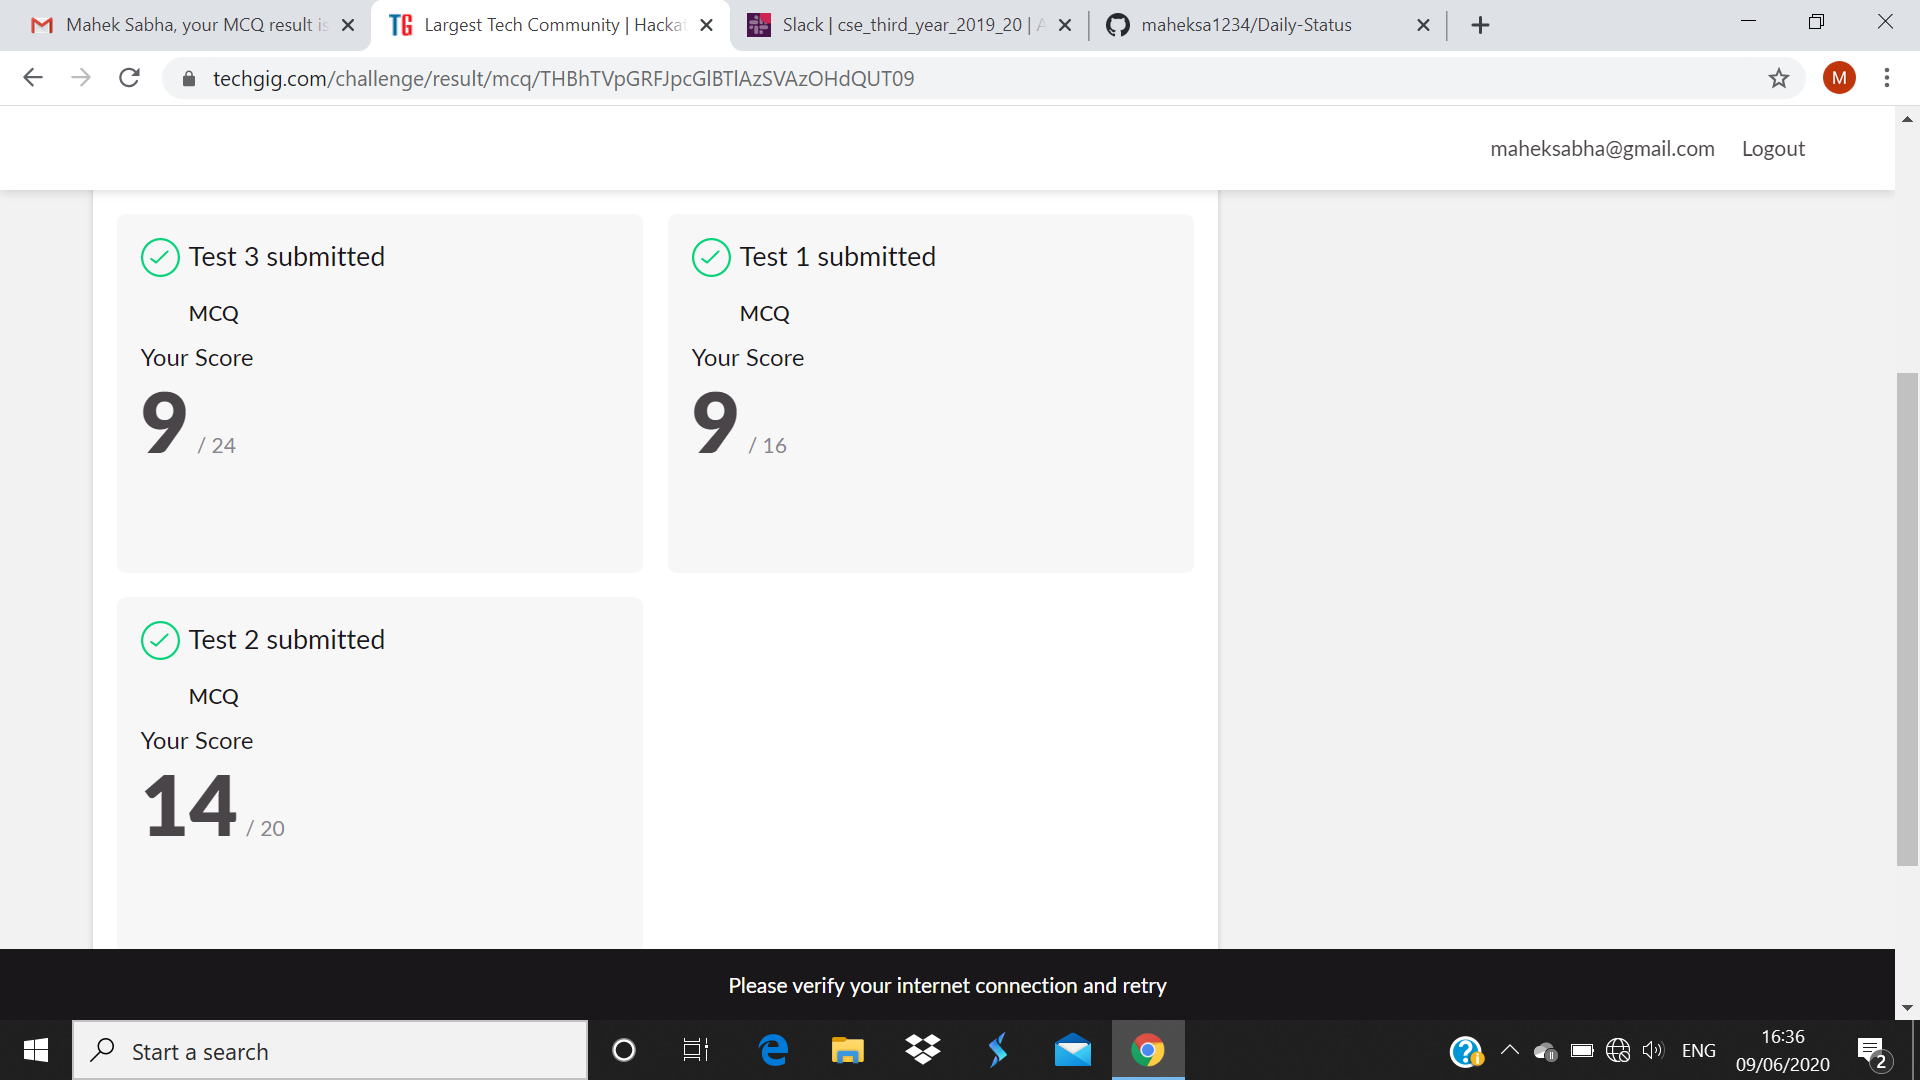 Mahek Sabha, your MCQ result is
Largest Tech Community | Hackat
Slack | cse_third_year_2019_20 | A
maheksa1234/Daily-Status
techgig.com/challenge/result/mcq/THBhTVpGRFJpcGlBTlAzSVAzOHdQUT09
M
maheksabha@gmail.com Logout
Test 3 submitted
MCQ
Your Score
9 / 24
Test 1 submitted
MCQ
Your Score
9 / 16
Test 2 submitted
MCQ
Your Score
14 / 20
Please verify your internet connection and retry
Start a search
ENG
16:36
09/06/2020
2